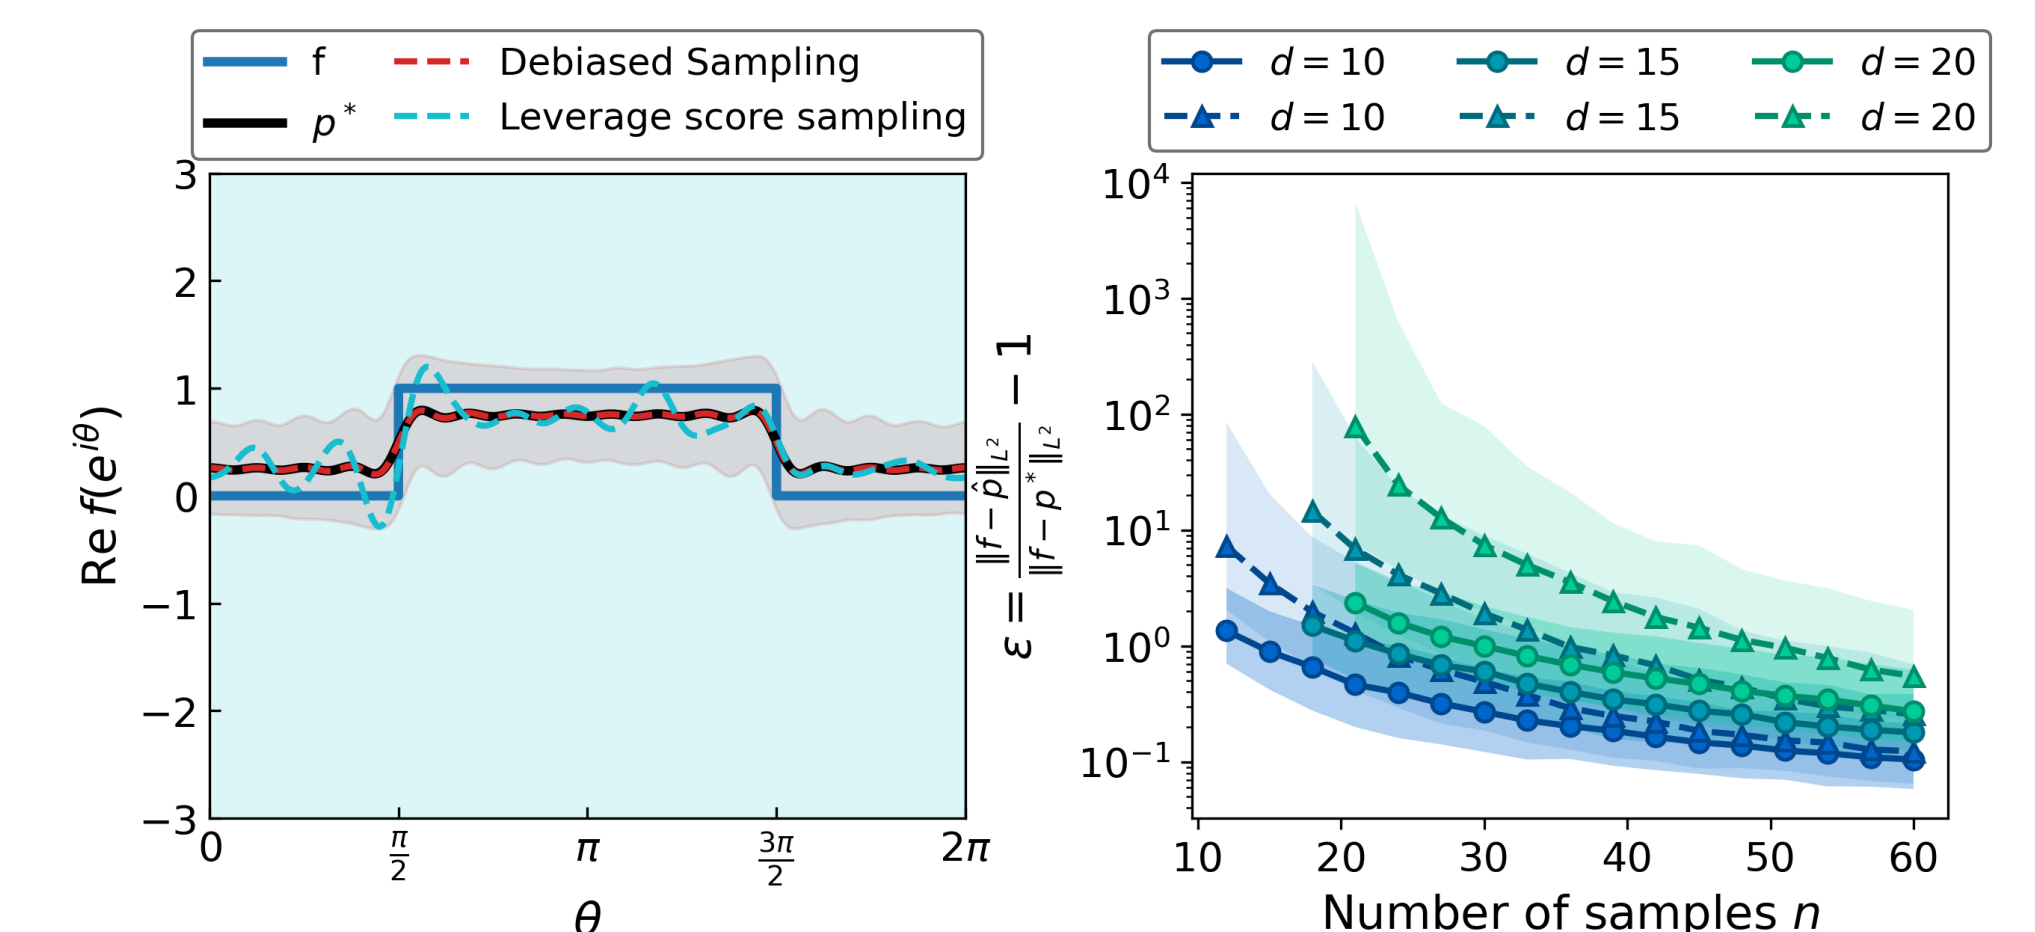 f
Debiased Sampling
p*
Leverage score sampling
3
2
1
0
−1
−2
−3
Re f(e^{iθ})
0
π/2
π
3π/2
2π
θ
d = 10
d = 15
d = 20
d = 10
d = 15
d = 20
10^4
10^3
10^2
10^1
10^0
10^{−1}
ε = ‖f − p̂‖_{L^2} / ‖f − p*‖_{L^2} − 1
10
20
30
40
50
60
Number of samples n